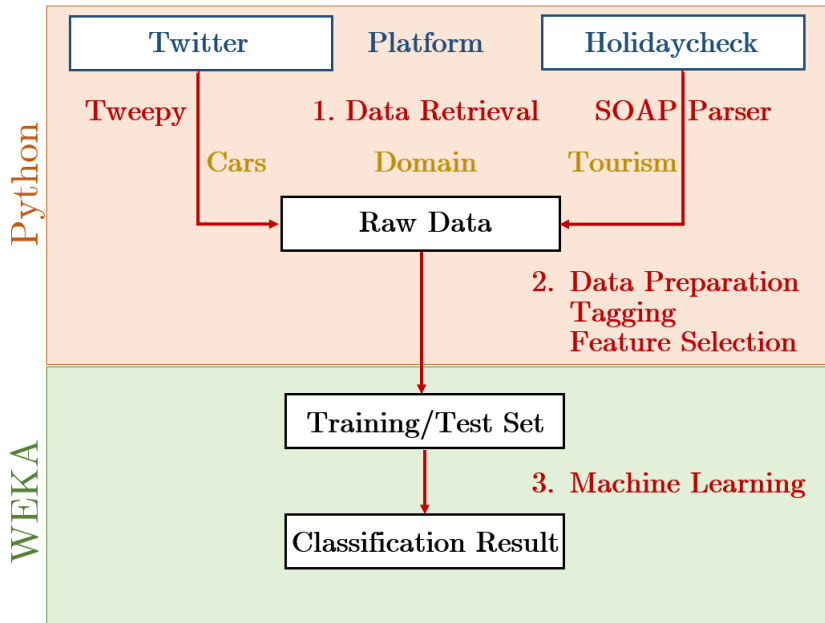 Twitter
Platform
Holidaycheck
Tweepy
1. Data Retrieval
SOAP Parser
Cars
Domain
Tourism
Python
Raw Data
2. Data Preparation
Tagging
Feature Selection
WEKA
Training/Test Set
3. Machine Learning
Classification Result